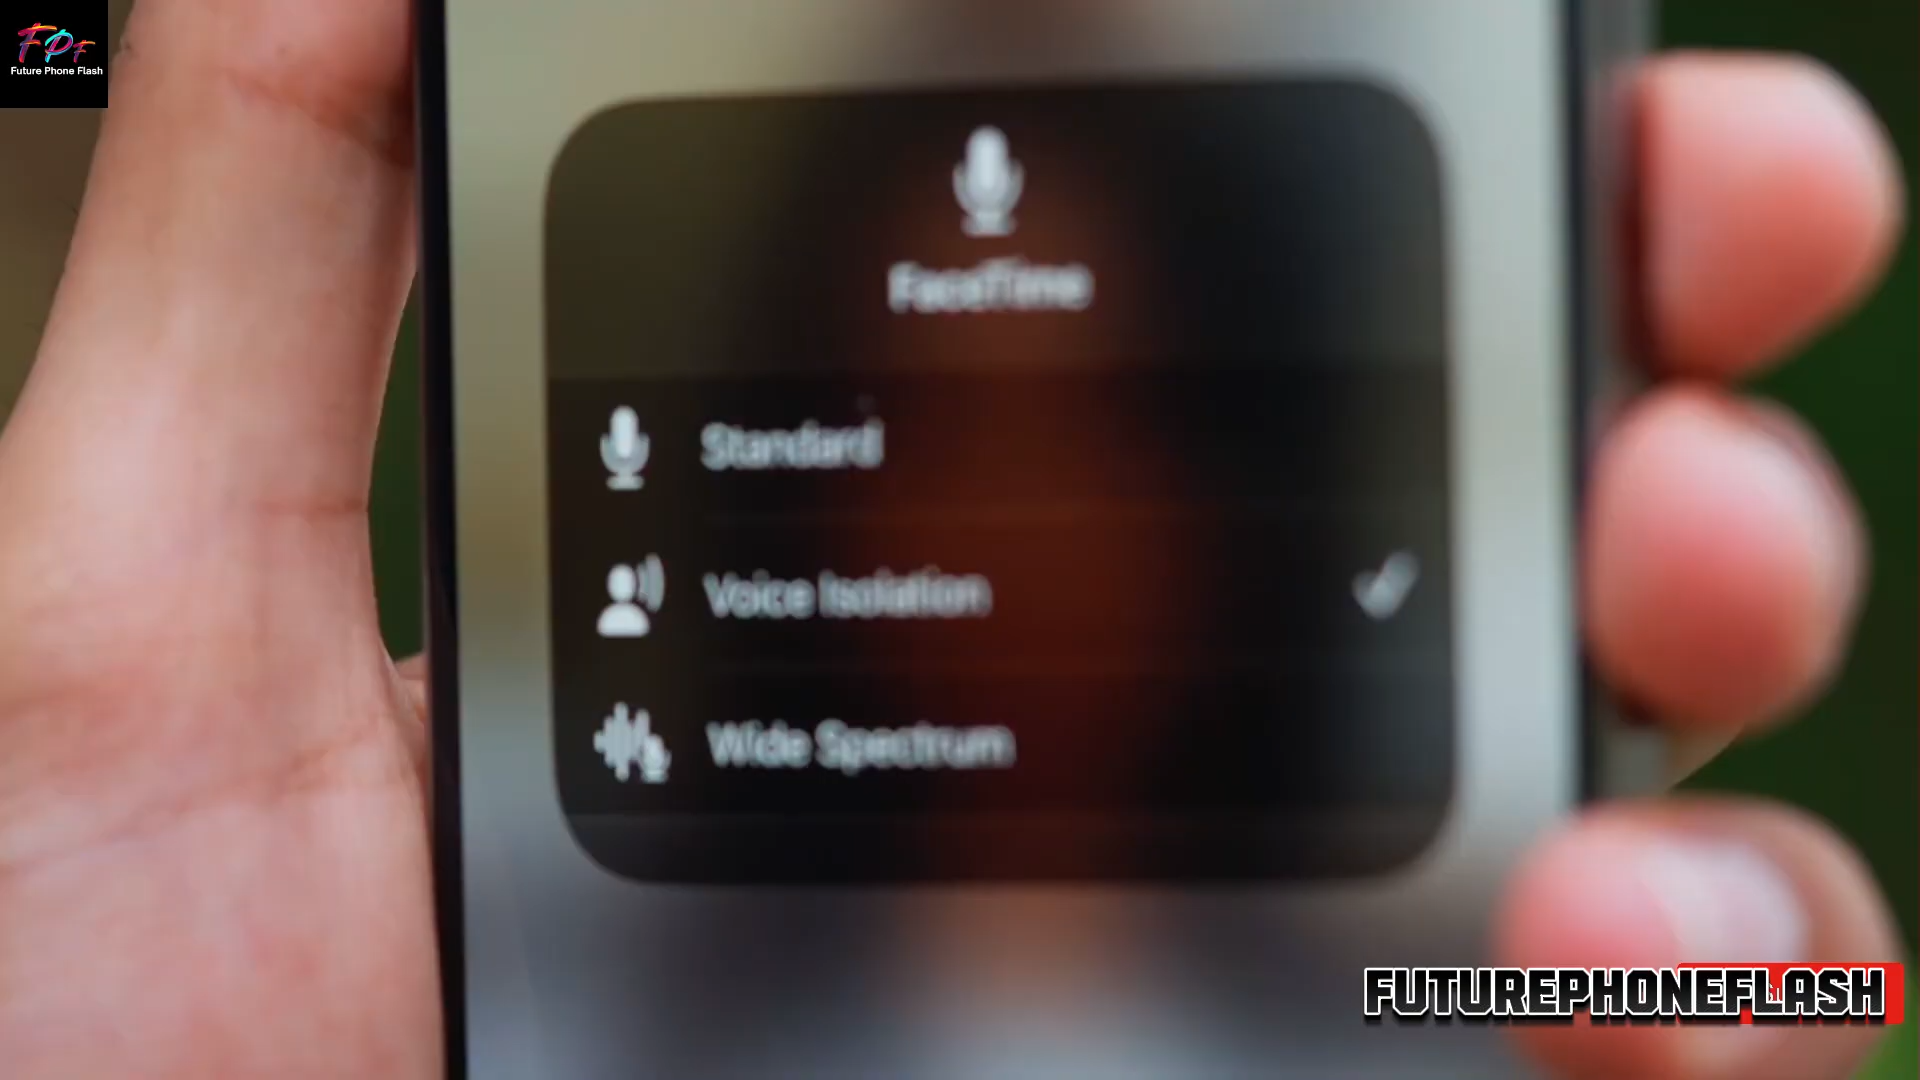 FPF
Future Phone Flash
FaceTime
Standard
Voice Isolation
Wide Spectrum
FUTUREPHONEFLASH